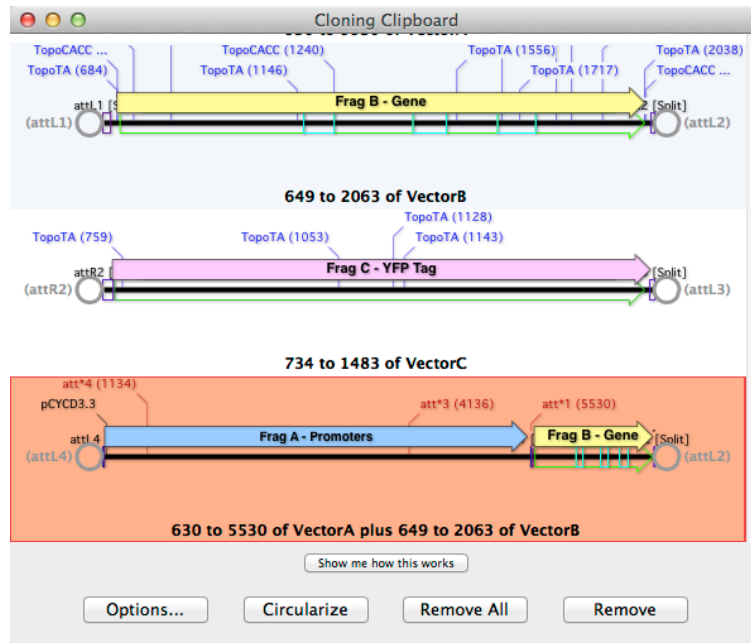 Cloning Clipboard
TopoCACC ... TopoCACC (1240) TopoTA (1556) TopoTA (2038)
TopoTA (684) TopoTA (1146) TopoTA (1717) TopoCACC ...
attL1 [S Frag B - Gene 2 [Split]
(attL1) (attL2)
649 to 2063 of VectorB
TopoTA (1128)
TopoTA (759) TopoTA (1053) TopoTA (1143)
attR2 [ Frag C - YFP Tag [Split]
(attR2) (attL3)
734 to 1483 of VectorC
att*4 (1134)
pCYCD3.3 att*3 (4136) att*1 (5530)
attL4 Frag A - Promoters Frag B - Gene [Split]
(attL4) (attL2)
630 to 5530 of VectorA plus 649 to 2063 of VectorB
Show me how this works
Options... Circularize Remove All Remove